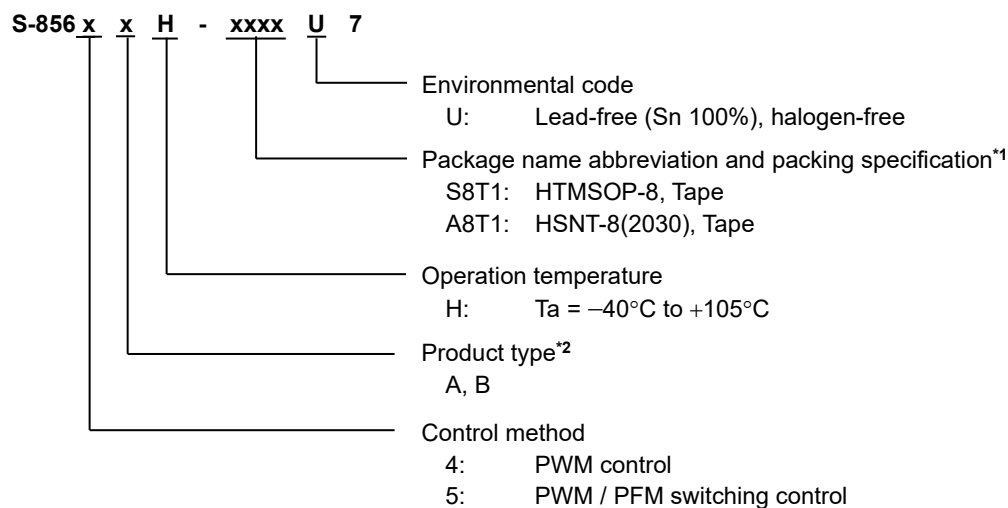 S-856 x x H - xxxx U 7
Environmental code
U: Lead-free (Sn 100%), halogen-free
Package name abbreviation and packing specification*1
S8T1: HTMSOP-8, Tape
A8T1: HSNT-8(2030), Tape
Operation temperature
H: Ta = −40°C to +105°C
Product type*2
A, B
Control method
4: PWM control
5: PWM / PFM switching control